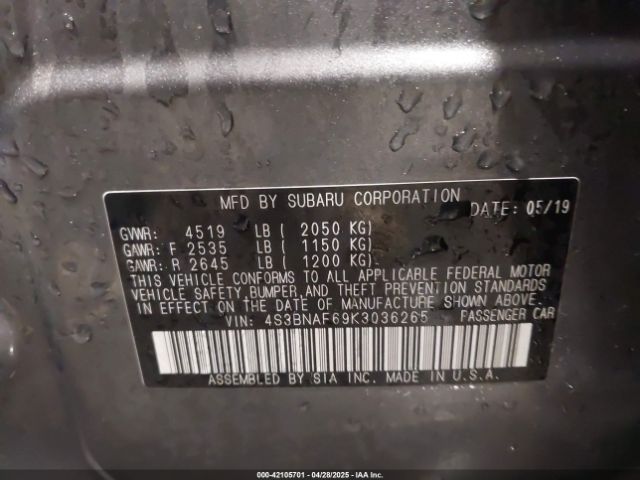 MFD BY SUBARU CORPORATION
DATE: 05/19
GVWR: 4519 LB ( 2050 KG)
GAWR: F 2535 LB ( 1150 KG)
GAWR: R 2645 LB ( 1200 KG)
THIS VEHICLE CONFORMS TO ALL APPLICABLE FEDERAL MOTOR
VEHICLE SAFETY, BUMPER, AND THEFT PREVENTION STANDARDS
IN EFFECT ON THE DATE OF MANUFACTURE SHOWN ABOVE.
VIN: 4S3BNAF69K3036265 PASSENGER CAR
ASSEMBLED BY SIA INC. MADE IN U.S.A.
000-42105701 - 04/28/2025 - IAA Inc.